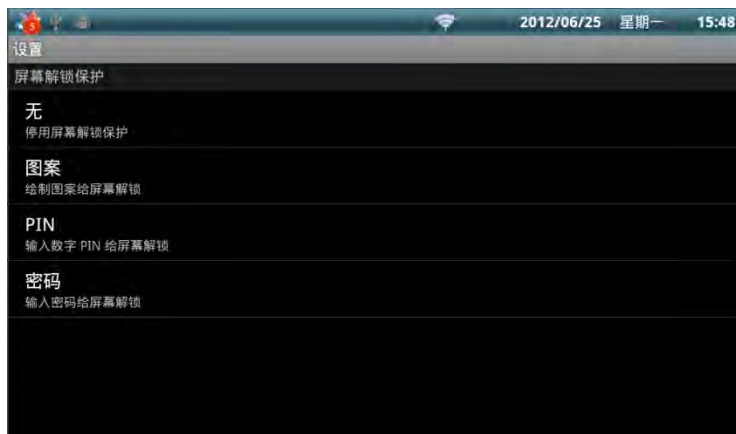 5 2012/06/25 星期一 15:48
设置
屏幕解锁保护
无
停用屏幕解锁保护
图案
绘制图案给屏幕解锁
PIN
输入数字 PIN 给屏幕解锁
密码
输入密码给屏幕解锁